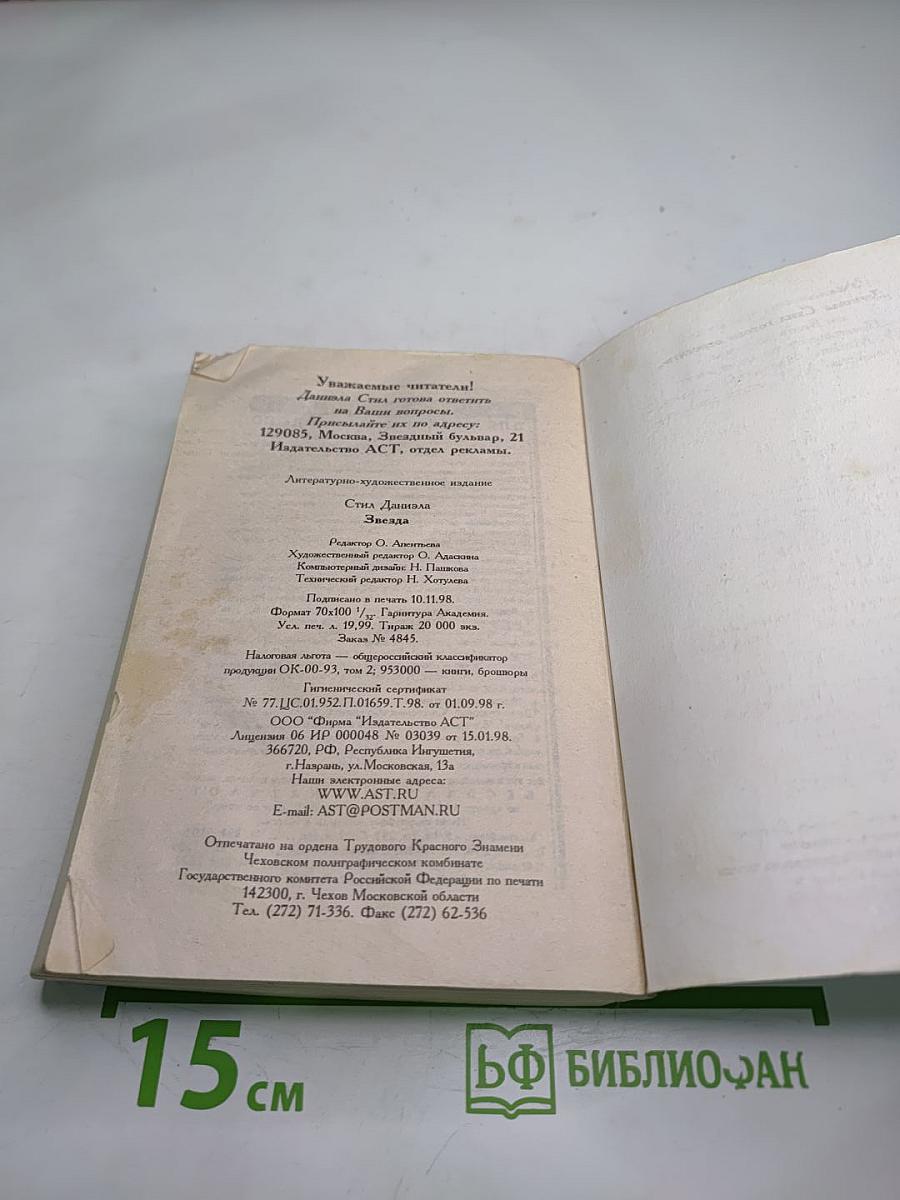 Уважаемые читатели!
Даниэла Стил готова ответить
на Ваши вопросы.
Присылайте их по адресу:
129085, Москва, Звездный бульвар, 21
Издательство АСТ, отдел рекламы.
Литературно-художественное издание
Стил Даниэла
Звезда
Редактор О. Апентьева
Художественный редактор О. Адаскина
Компьютерный дизайн: Н. Пашкова
Технический редактор Н. Хотулева
Подписано в печать 10.11.98.
Формат 70х100 1/32. Гарнитура Академия.
Усл. печ. л. 19,99. Тираж 20 000 экз.
Заказ № 4845.
Налоговая льгота — общероссийский классификатор
продукции ОК-00-93, том 2; 953000 — книги, брошюры
Гигиенический сертификат
№ 77.ЦС.01.952.П.01659.Т.98. от 01.09.98 г.
ООО "Фирма "Издательство АСТ"
Лицензия 06 ИР 000048 № 03039 от 15.01.98.
366720, РФ, Республика Ингушетия,
г.Назрань, ул.Московская, 13а
Наши электронные адреса:
WWW.AST.RU
E-mail: AST@POSTMAN.RU
Отпечатано на ордена Трудового Красного Знамени
Чеховском полиграфическом комбинате
Государственного комитета Российской Федерации по печати
142300, г. Чехов Московской области
Тел. (272) 71-336. Факс (272) 62-536
15 см
БФ БИБЛИОФАН